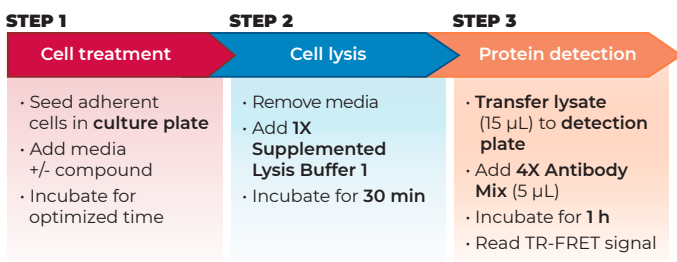 STEP 1
Cell treatment
· Seed adherent
cells in culture plate
· Add media
+/- compound
· Incubate for
optimized time
STEP 2
Cell lysis
· Remove media
· Add 1X
Supplemented
Lysis Buffer 1
· Incubate for 30 min
STEP 3
Protein detection
· Transfer lysate
(15 µL) to detection
plate
· Add 4X Antibody
Mix (5 µL)
· Incubate for 1 h
· Read TR-FRET signal